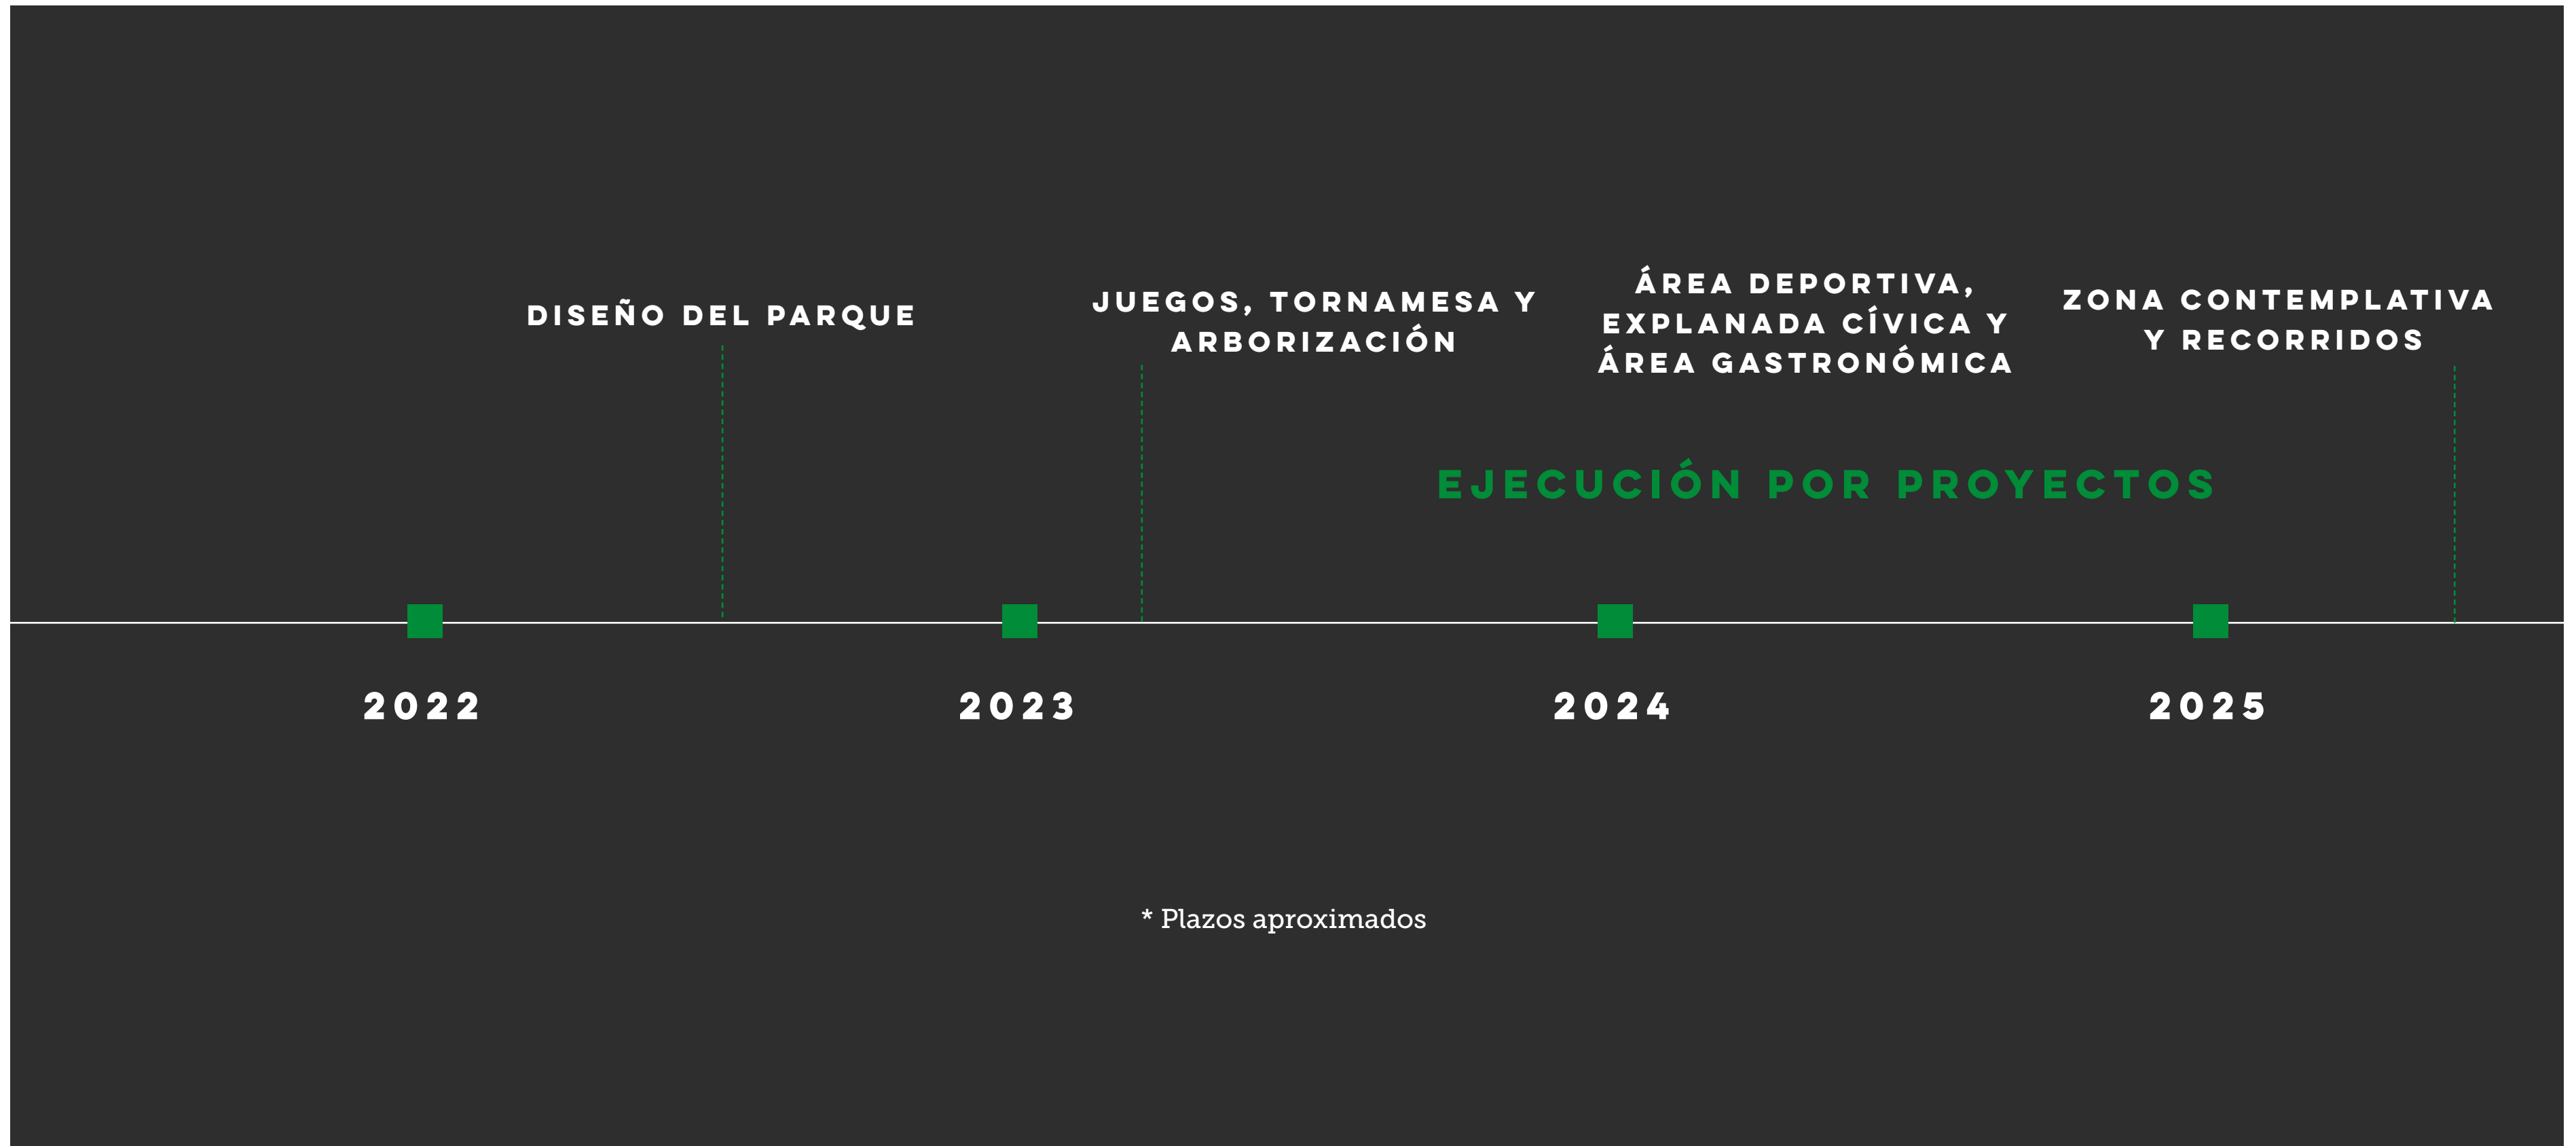 DISEÑO DEL PARQUE
JUEGOS, TORNAMESA Y
ARBORIZACIÓN
ÁREA DEPORTIVA,
EXPLANADA CÍVICA Y
ÁREA GASTRONÓMICA
ZONA CONTEMPLATIVA
Y RECORRIDOS
EJECUCIÓN POR PROYECTOS
2022
2023
2024
2025
* Plazos aproximados